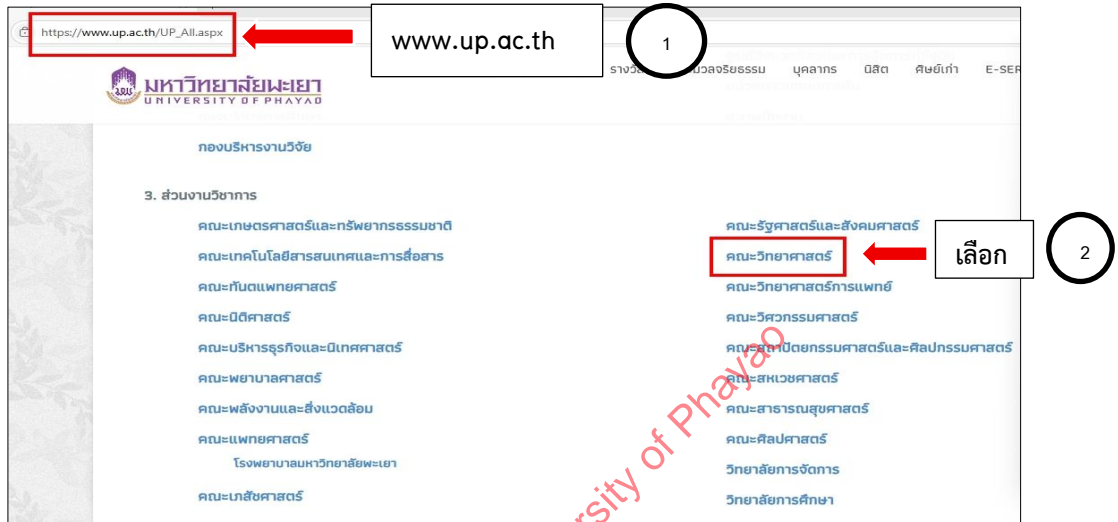 https://www.up.ac.th/UP_All.aspx
www.up.ac.th
1
มหาวิทยาลัยพะเยา
UNIVERSITY OF PHAYAO
บุคลากร นิสิต ศิษย์เก่า
กองบริหารงานวิจัย
3. ส่วนงานวิชาการ
คณะเกษตรศาสตร์และทรัพยากรธรรมชาติ
คณะรัฐศาสตร์และสังคมศาสตร์
คณะเทคโนโลยีสารสนเทศและการสื่อสาร
คณะวิทยาศาสตร์
เลือก
2
คณะทันตแพทยศาสตร์
คณะวิทยาศาสตร์การแพทย์
คณะนิติศาสตร์
คณะวิศวกรรมศาสตร์
คณะบริหารธุรกิจและนิเทศศาสตร์
คณะสถาปัตยกรรมศาสตร์และศิลปกรรมศาสตร์
คณะพยาบาลศาสตร์
คณะสหเวชศาสตร์
คณะพลังงานและสิ่งแวดล้อม
คณะสาธารณสุขศาสตร์
คณะแพทยศาสตร์
คณะศิลปศาสตร์
โรงพยาบาลมหาวิทยาลัยพะเยา
วิทยาลัยการจัดการ
คณะเภสัชศาสตร์
วิทยาลัยการศึกษา
of Phayao